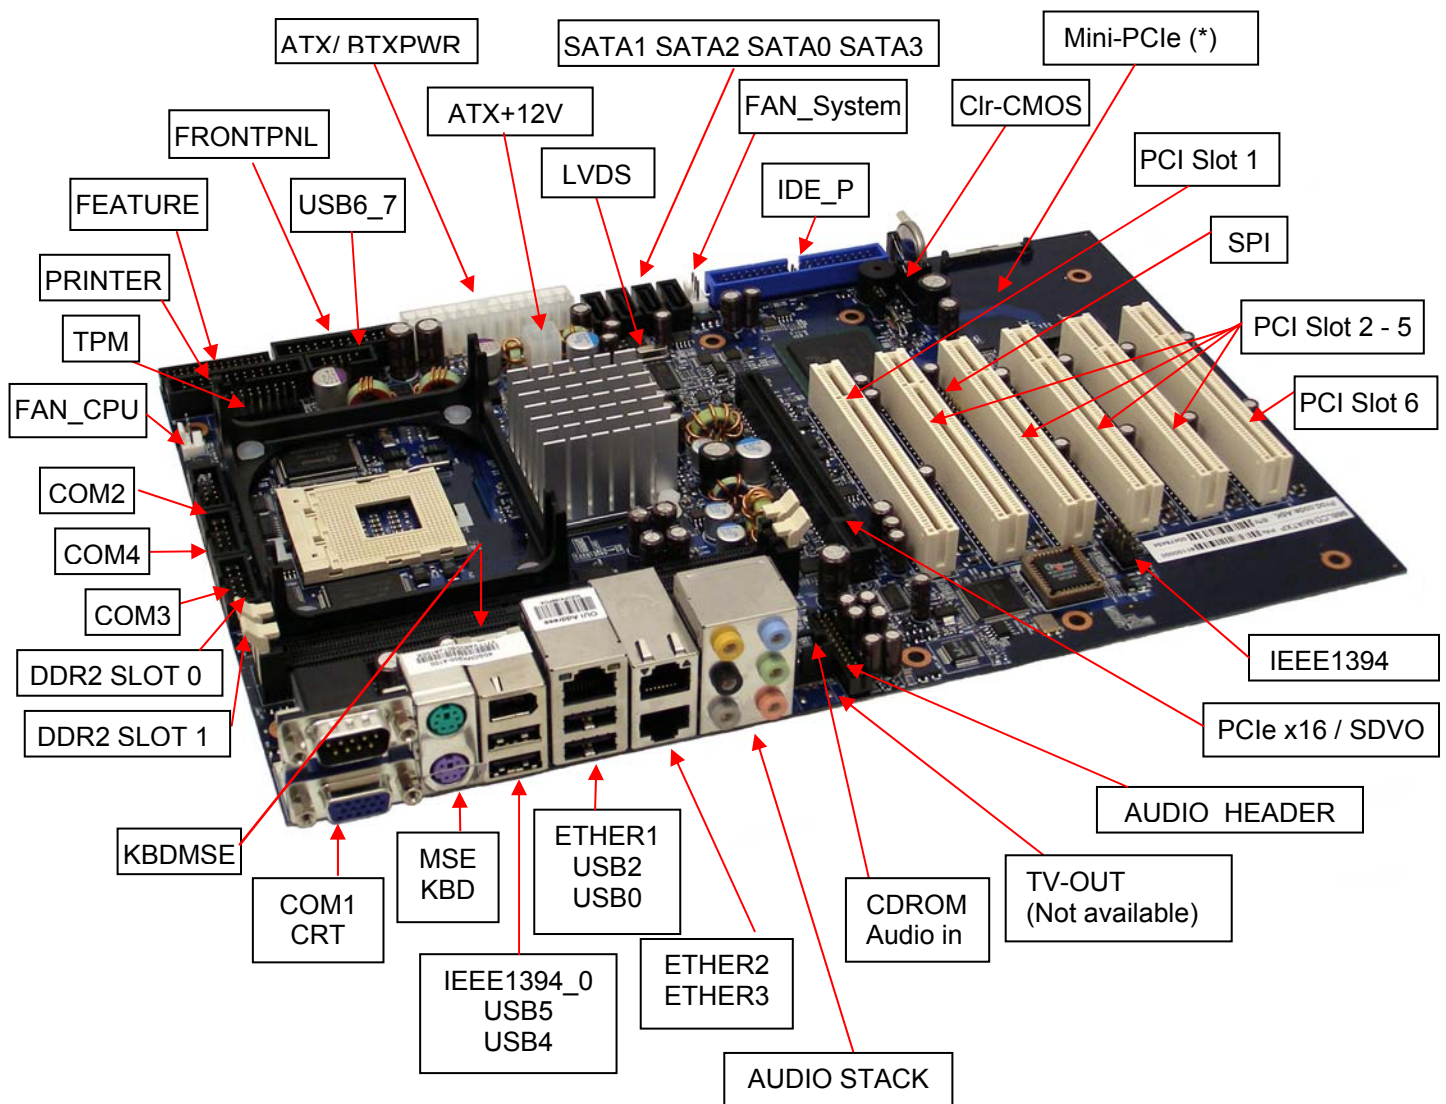 ATX/ BTXPWR
SATA1 SATA2 SATA0 SATA3
Mini-PCIe (*)
ATX+12V
FAN_System
Clr-CMOS
FRONTPNL
LVDS
PCI Slot 1
FEATURE
USB6_7
IDE_P
SPI
PRINTER
TPM
PCI Slot 2 - 5
FAN_CPU
PCI Slot 6
COM2
COM4
COM3
DDR2 SLOT 0
IEEE1394
DDR2 SLOT 1
PCIe x16 / SDVO
OUI Address
AUDIO HEADER
KBDMSE
MSE
KBD
ETHER1
USB2
USB0
COM1
CRT
CDROM
Audio in
TV-OUT
(Not available)
IEEE1394_0
USB5
USB4
ETHER2
ETHER3
AUDIO STACK